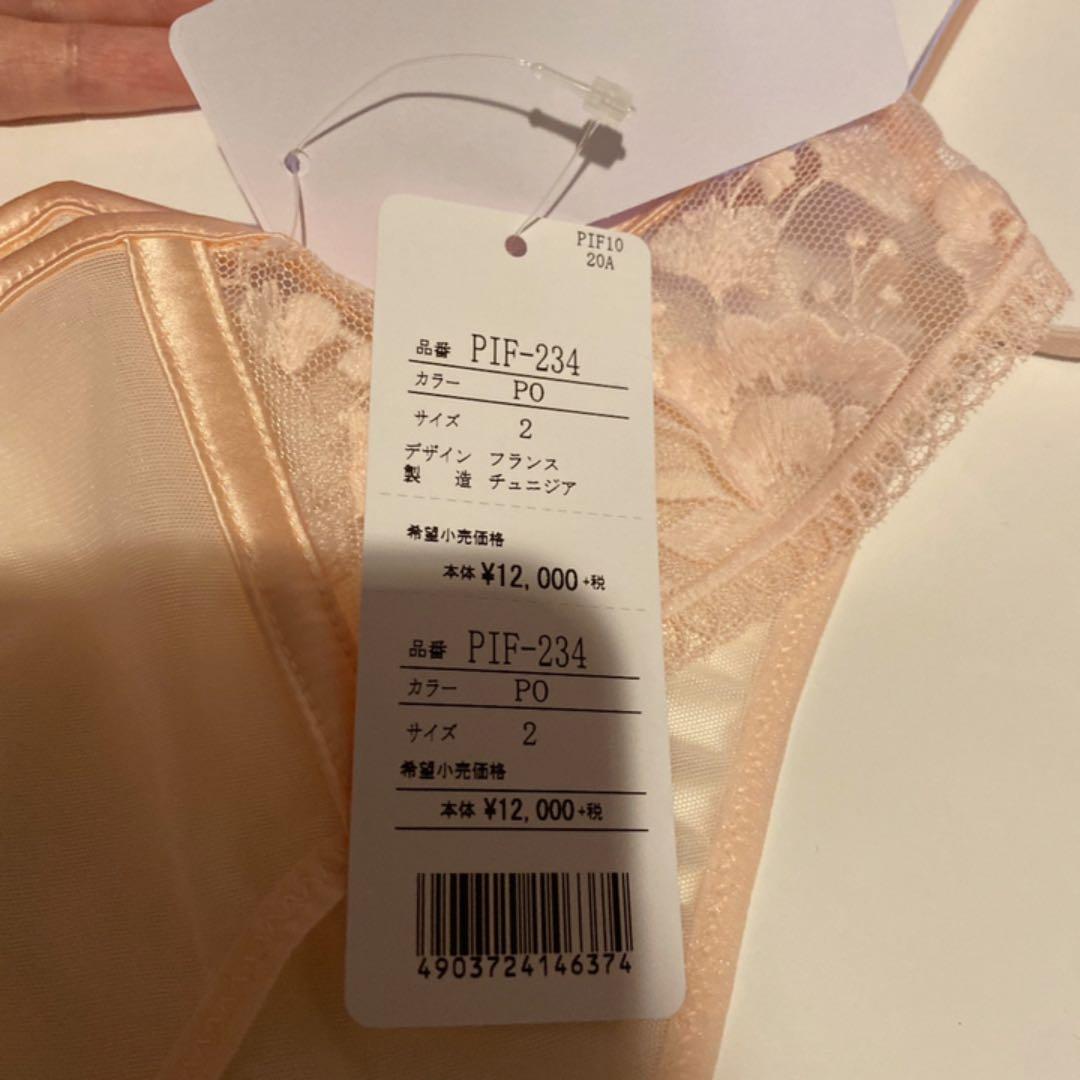 PIF10
20A
品番 PIF-234
カラー PO
サイズ 2
デザイン フランス
製 造 チュニジア
希望小売価格
本体 ¥12,000+税
品番 PIF-234
カラー PO
サイズ 2
希望小売価格
本体 ¥12,000+税
4903724146374